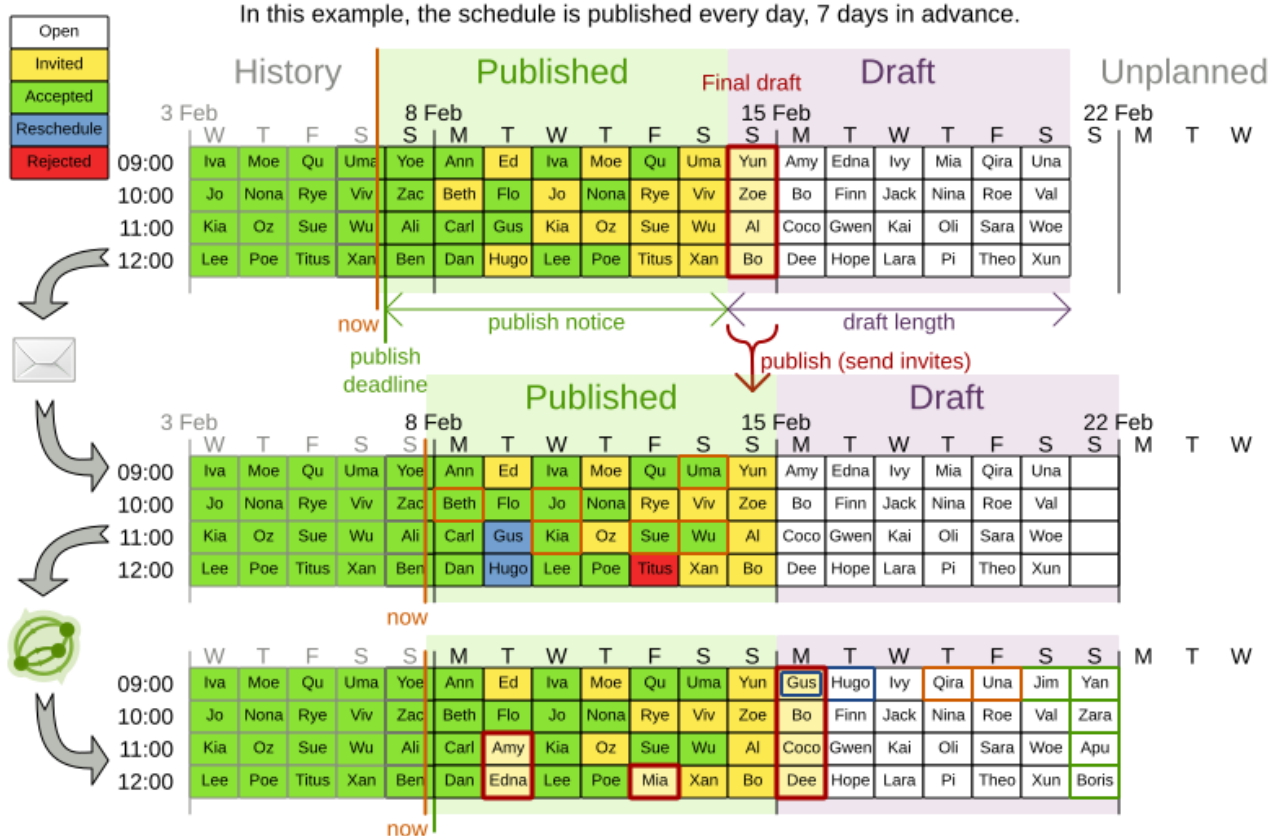 In this example, the schedule is published every day, 7 days in advance.
Open
Invited
Accepted
Reschedule
Rejected
History Published Draft Unplanned
Final draft
3 Feb 8 Feb 15 Feb 22 Feb
W T F S S M T W T F S S M T W T F S S M T W
09:00 Iva Moe Qu Uma Yoe Ann Ed Iva Moe Qu Uma Yun Amy Edna Ivy Mia Qira Una
10:00 Jo Nona Rye Viv Zac Beth Flo Jo Nona Rye Viv Zoe Bo Finn Jack Nina Roe Val
11:00 Kia Oz Sue Wu Ali Carl Gus Kia Oz Sue Wu Al Coco Gwen Kai Oli Sara Woe
12:00 Lee Poe Titus Xan Ben Dan Hugo Lee Poe Titus Xan Bo Dee Hope Lara Pi Theo Xun
now publish notice draft length
publish
deadline
publish (send invites)
Published Draft
3 Feb 8 Feb 15 Feb 22 Feb
W T F S S M T W T F S S M T W T F S S M T W
09:00 Iva Moe Qu Uma Yoe Ann Ed Iva Moe Qu Uma Yun Amy Edna Ivy Mia Qira Una
10:00 Jo Nona Rye Viv Zac Beth Flo Jo Nona Rye Viv Zoe Bo Finn Jack Nina Roe Val
11:00 Kia Oz Sue Wu Ali Carl Gus Kia Oz Sue Wu Al Coco Gwen Kai Oli Sara Woe
12:00 Lee Poe Titus Xan Ben Dan Hugo Lee Poe Titus Xan Bo Dee Hope Lara Pi Theo Xun
now
W T F S S M T W T F S S M T W T F S S M T W
09:00 Iva Moe Qu Uma Yoe Ann Ed Iva Moe Qu Uma Yun Gus Hugo Ivy Qira Una Jim Yan
10:00 Jo Nona Rye Viv Zac Beth Flo Jo Nona Rye Viv Zoe Bo Finn Jack Nina Roe Val Zara
11:00 Kia Oz Sue Wu Ali Carl Amy Kia Oz Sue Wu Al Coco Gwen Kai Oli Sara Woe Apu
12:00 Lee Poe Titus Xan Ben Dan Edna Lee Poe Mia Xan Bo Dee Hope Lara Pi Theo Xun Boris
now